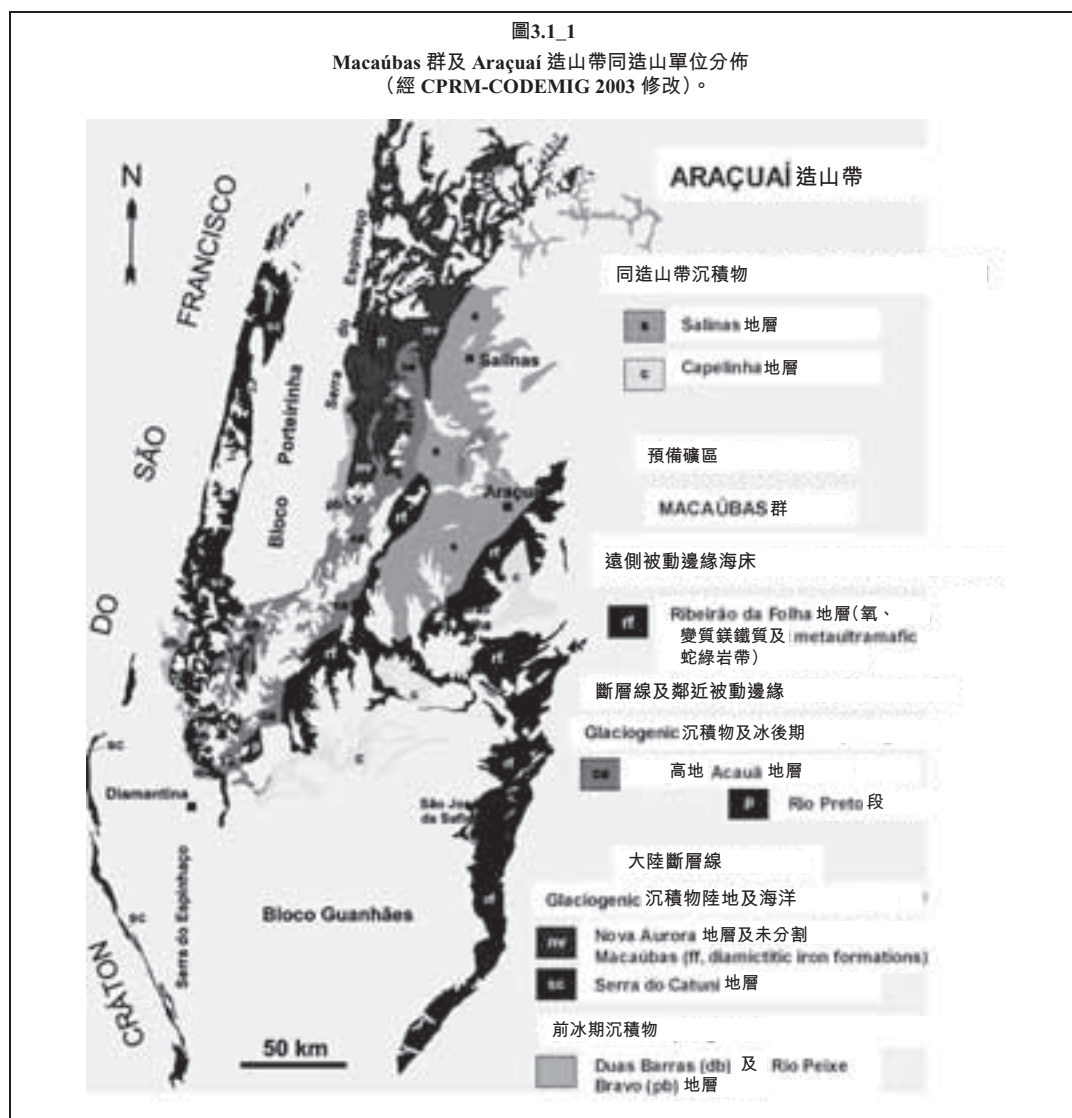 圖3.1_1
Macaúbas 群及 Araçuaí 造山帶同造山單位分佈
（經 CPRM-CODEMIG 2003 修改）。
N
SÃO FRANCISCO
DO
CRÁTON
Serra do Espinhaço
Bloco Porteirinha
Salinas
Araçuaí
Diamantina
Serra do Espinhaço
São José da Safira
Bloco Guanhães
50 km
ARAÇUAÍ 造山帶
同造山帶沉積物
s Salinas 地層
c Capelinha 地層
預備礦區
MACAÚBAS 群
遠側被動邊緣海床
rf Ribeirão da Folha 地層（氧、
變質鎂鐵質及 metaultramafic
蛇綠岩帶）
斷層線及鄰近被動邊緣
Glaciogenic 沉積物及冰後期
高地 Acauã 地層
Rio Preto 段
大陸斷層線
Glaciogenic 沉積物陸地及海洋
Nova Aurora 地層及未分割
Macaúbas (ff, diamictitic iron formations)
sc Serra do Catuni 地層
前冰期沉積物
Duas Barras (db) 及 Rio Peixe
Bravo (pb) 地層